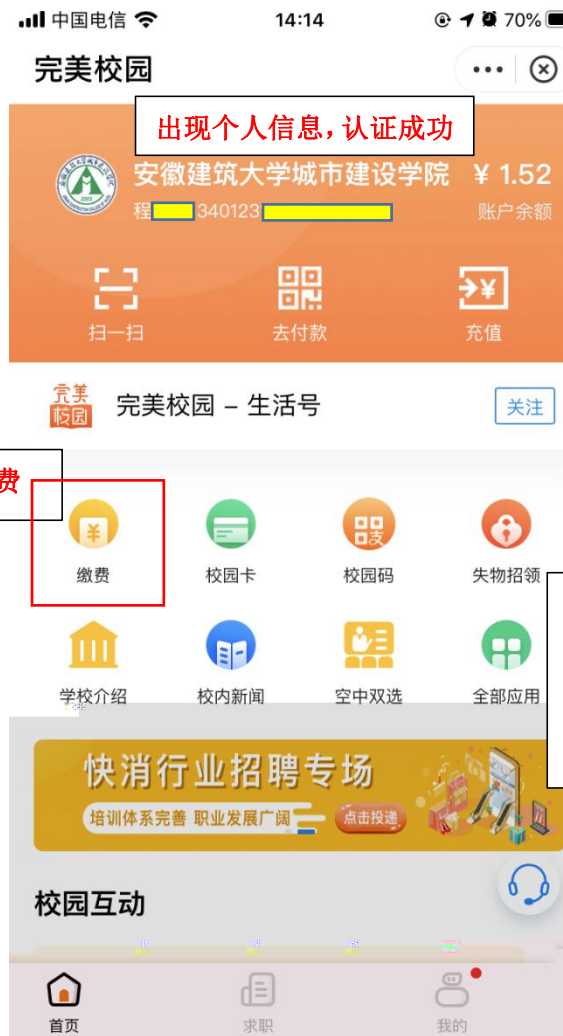 中国电信 14:14 70%
完美校园
出现个人信息，认证成功
安徽建筑大学城市建设学院 ¥ 1.52
程 340123 账户余额
扫一扫 去付款 充值
完美校园
完美校园 – 生活号 关注
费
缴费 校园卡 校园码 失物招领
学校介绍 校内新闻 空中双选 全部应用
快消行业招聘专场
培训体系完善 职业发展广阔 点击投递
校园互动
首页 求职 我的